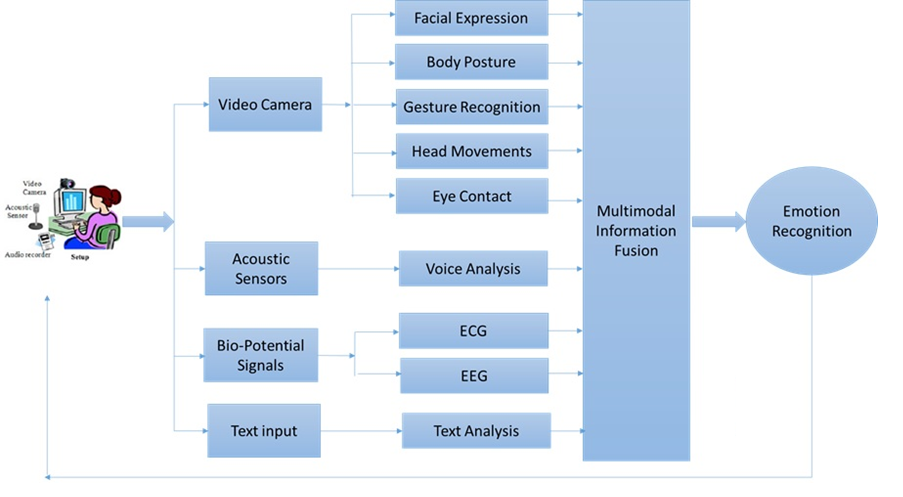 Video
Camera
Acoustic
Sensor
Audio recorder
Setup
Video Camera
Acoustic
Sensors
Bio-Potential
Signals
Text input
Facial Expression
Body Posture
Gesture Recognition
Head Movements
Eye Contact
Voice Analysis
ECG
EEG
Text Analysis
Multimodal
Information
Fusion
Emotion
Recognition